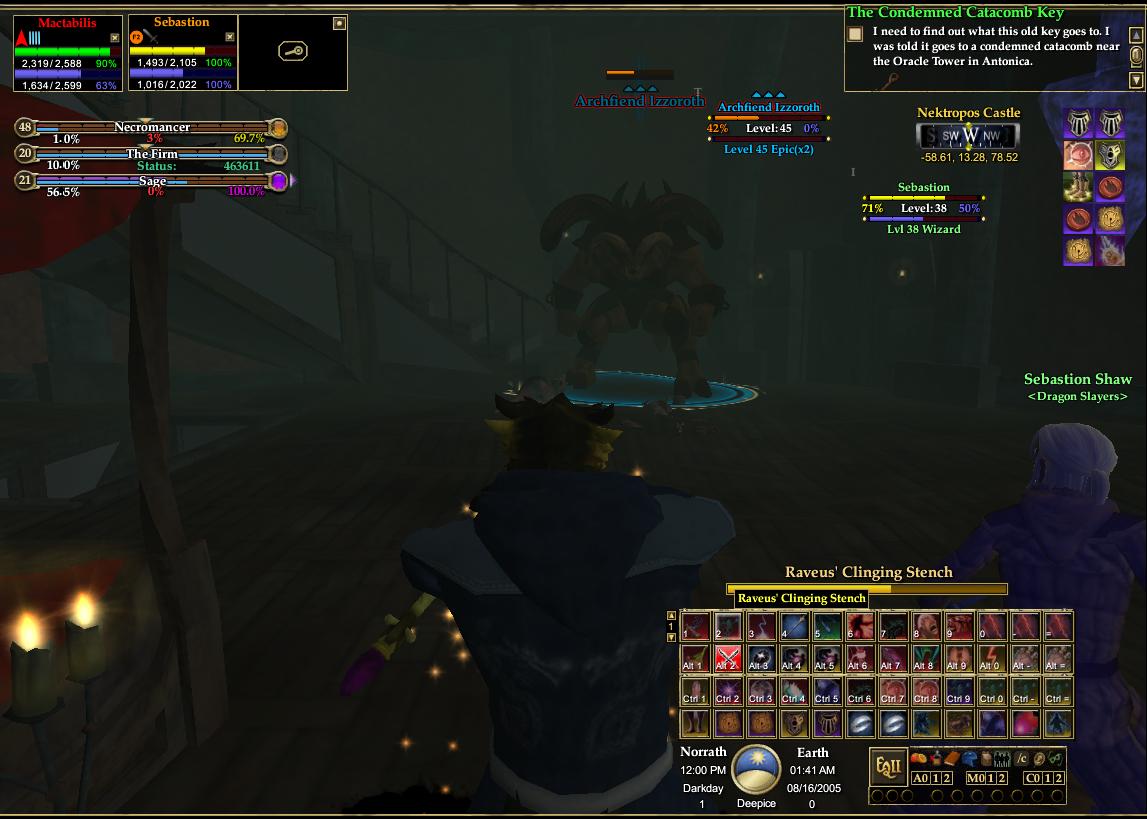 Mactabilis
2,319/2,588 90%
1,634/2,599 63%
Sebastion
F2
1,493/2,105 100%
1,016/2,022 100%
48 Necromancer
1.0% 3% 69.7%
20 The Firm
10.0% Status: 463611
21 Sage
56.5% 0% 100.0%
Archfiend Izzoroth
Archfiend Izzoroth
42% Level:45 0%
Level 45 Epic(x2)
The Condemned Catacomb Key
I need to find out what this old key goes to. I
was told it goes to a condemned catacomb near
the Oracle Tower in Antonica.
Nektropos Castle
S SW W NW
-58.61, 13.28, 78.52
Sebastion
71% Level:38 50%
Lvl 38 Wizard
Sebastion Shaw
<Dragon Slayers>
Raveus' Clinging Stench
Raveus' Clinging Stench
1
1 2 3 4 5 6 7 8 9 0 - =
Alt 1 Alt 2 Alt 3 Alt 4 Alt 5 Alt 6 Alt 7 Alt 8 Alt 9 Alt 0 Alt - Alt =
Ctrl 1 Ctrl 2 Ctrl 3 Ctrl 4 Ctrl 5 Ctrl 6 Ctrl 7 Ctrl 8 Ctrl 9 Ctrl 0 Ctrl - Ctrl =
Norrath
12:00 PM
Darkday
1
Deepice
Earth
01:41 AM
08/16/2005
0
EQII
/c
A0 1 2 M0 1 2 C0 1 2